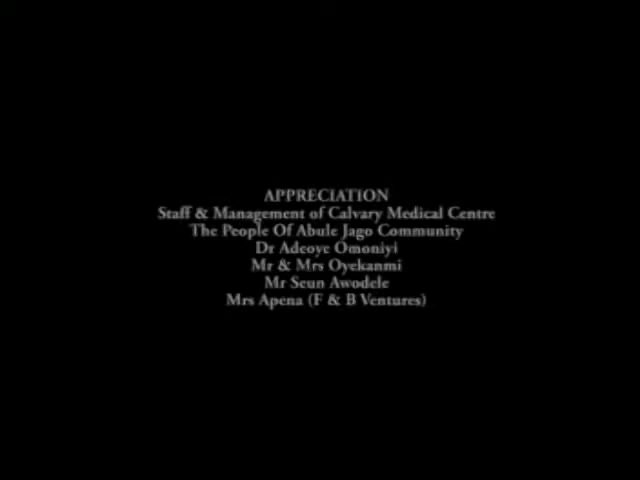 APPRECIATION
Staff & Management of Calvary Medical Centre
The People Of Abule Jago Community
Dr Adeoye Omoniyi
Mr & Mrs Oyekanmi
Mr Seun Awodele
Mrs Apena (F & B Ventures)